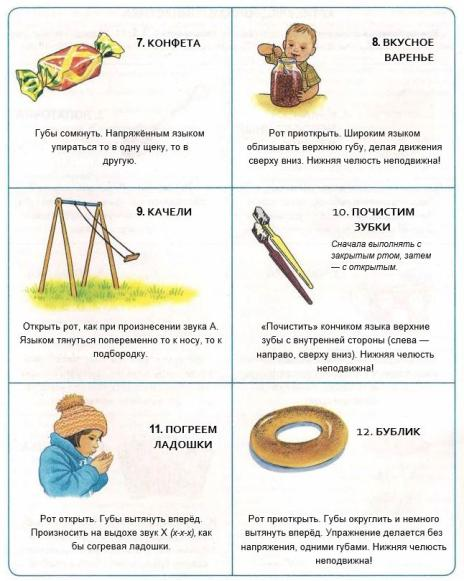 7. КОНФЕТА
Губы сомкнуть. Напряжённым языком
упираться то в одну щеку, то в
другую.
8. ВКУСНОЕ
ВАРЕНЬЕ
Рот приоткрыть. Широким языком
облизывать верхнюю губу, делая движения
сверху вниз. Нижняя челюсть неподвижна!
9. КАЧЕЛИ
Открыть рот, как при произнесении звука А.
Языком тянуться попеременно то к носу, то к
подбородку.
10. ПОЧИСТИМ
ЗУБКИ
Сначала выполнять с
закрытым ртом, затем
— с открытым.
«Почистить» кончиком языка верхние
зубы с внутренней стороны (слева —
направо, сверху вниз). Нижняя челюсть
неподвижна!
11. ПОГРЕЕМ
ЛАДОШКИ
Рот открыт. Губы вытянуть вперёд.
Произносить на выдохе звук Х (х-х-х), как
бы согревая ладошки.
12. БУБЛИК
Рот приоткрыт. Губы округлить и немного
вытянуть вперёд. Упражнение делается без
напряжения, одними губами. Нижняя челюсть
неподвижна!